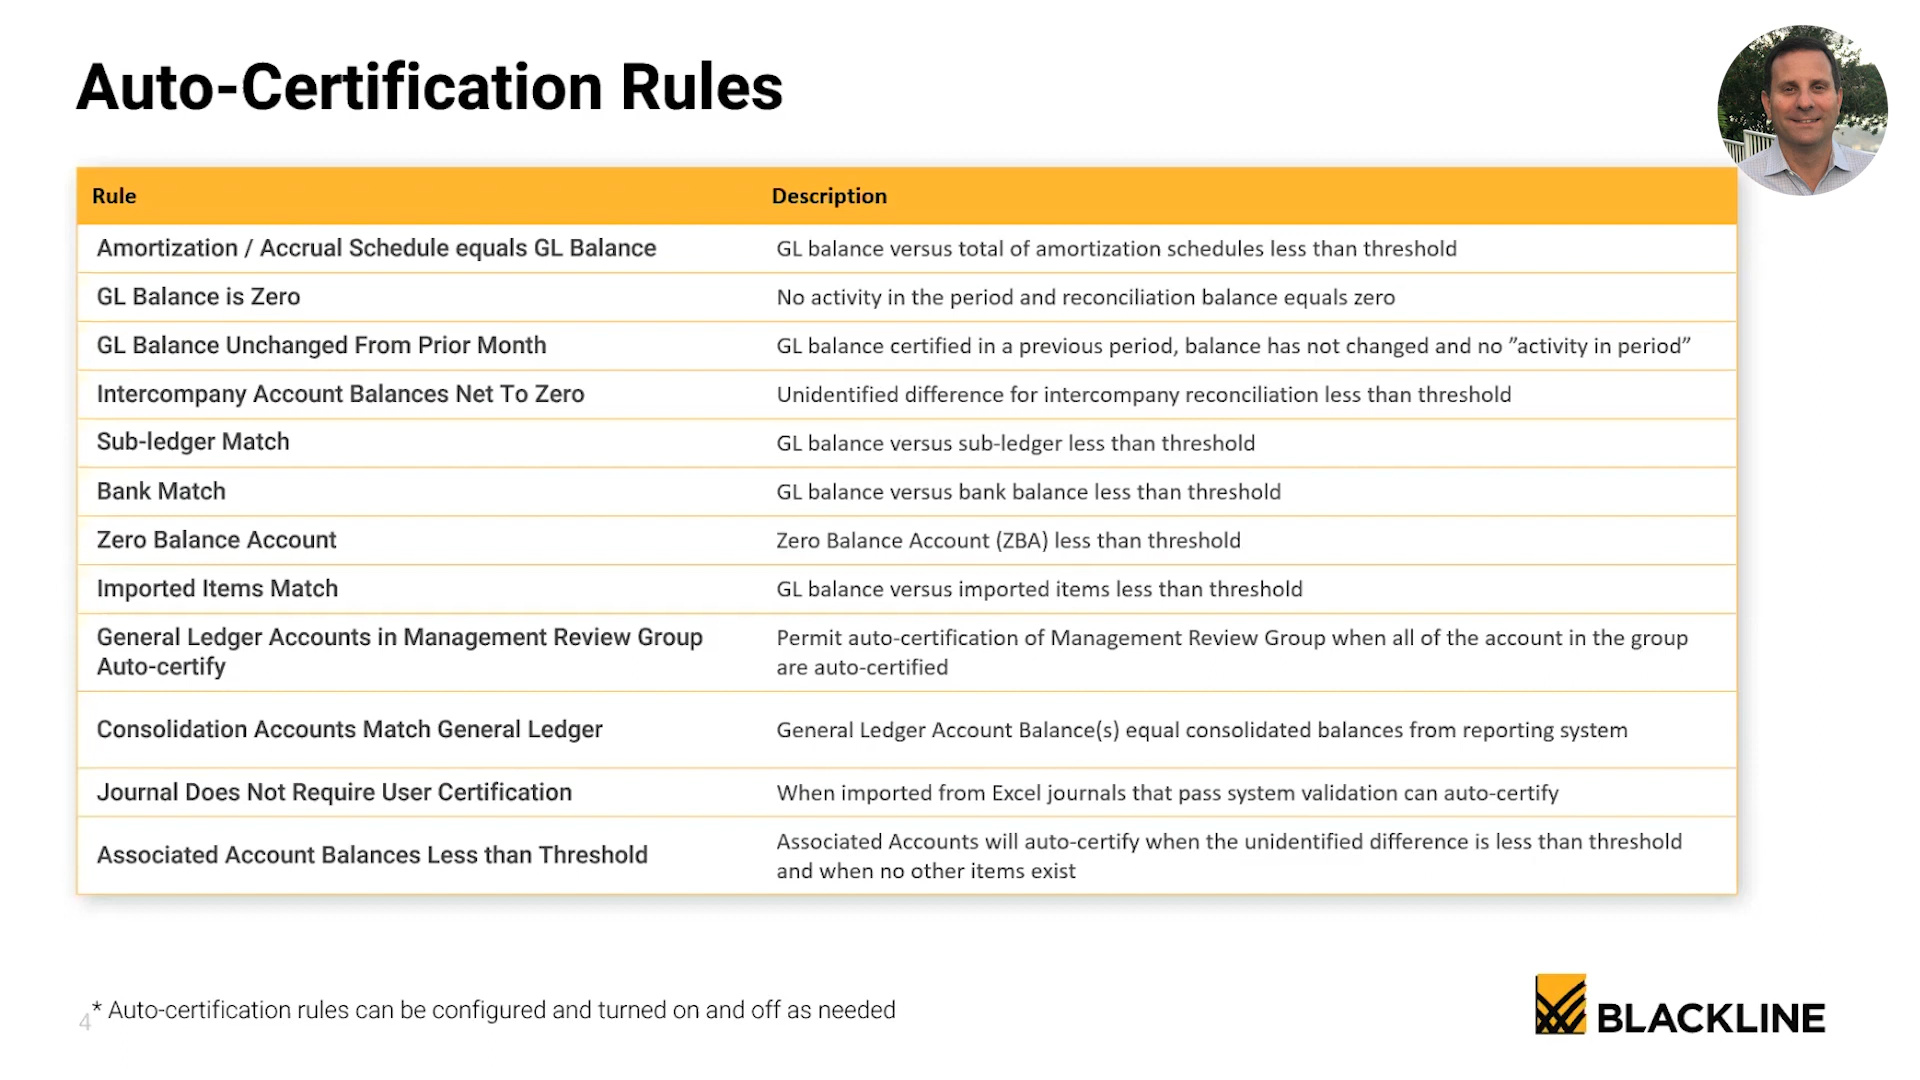 Auto-Certification Rules
Rule Description
Amortization / Accrual Schedule equals GL Balance GL balance versus total of amortization schedules less than threshold
GL Balance is Zero No activity in the period and reconciliation balance equals zero
GL Balance Unchanged From Prior Month GL balance certified in a previous period, balance has not changed and no ”activity in period”
Intercompany Account Balances Net To Zero Unidentified difference for intercompany reconciliation less than threshold
Sub-ledger Match GL balance versus sub-ledger less than threshold
Bank Match GL balance versus bank balance less than threshold
Zero Balance Account Zero Balance Account (ZBA) less than threshold
Imported Items Match GL balance versus imported items less than threshold
General Ledger Accounts in Management Review Group
Auto-certify
Permit auto-certification of Management Review Group when all of the account in the group
are auto-certified
Consolidation Accounts Match General Ledger General Ledger Account Balance(s) equal consolidated balances from reporting system
Journal Does Not Require User Certification When imported from Excel journals that pass system validation can auto-certify
Associated Account Balances Less than Threshold
Associated Accounts will auto-certify when the unidentified difference is less than threshold
and when no other items exist
4
* Auto-certification rules can be configured and turned on and off as needed
BLACKLINE